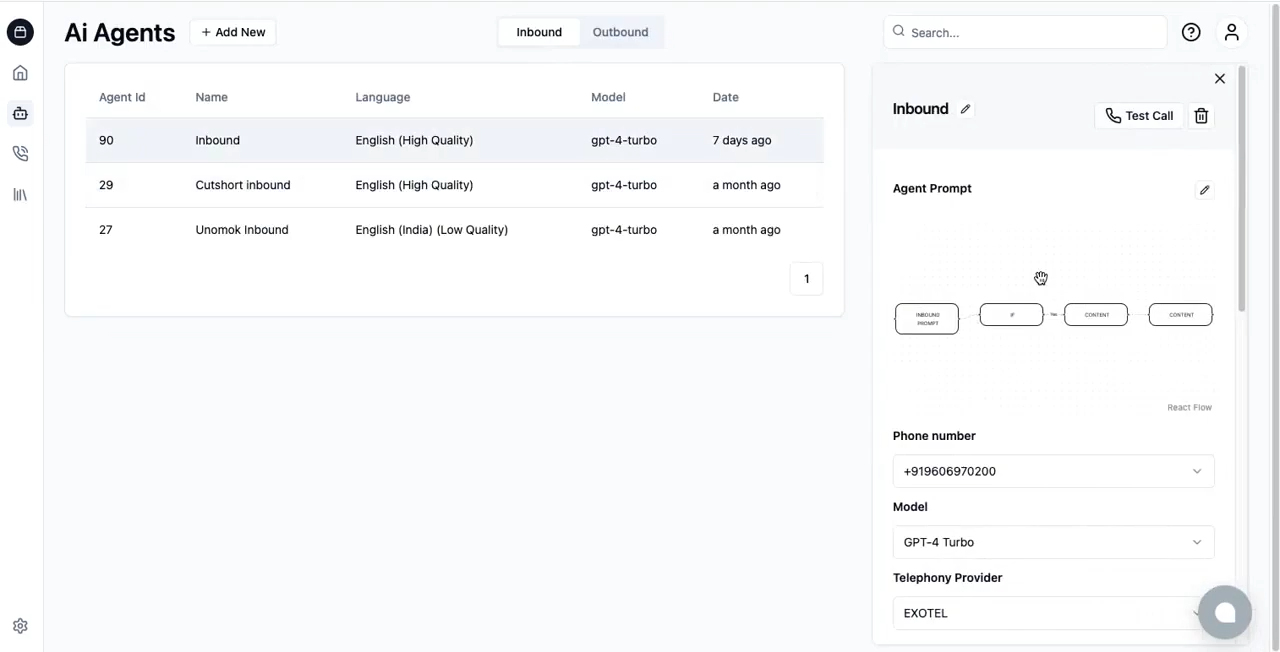 Ai Agents
+ Add New
Inbound
Outbound
Search...
Agent Id Name Language Model Date
90 Inbound English (High Quality) gpt-4-turbo 7 days ago
29 Cutshort inbound English (High Quality) gpt-4-turbo a month ago
27 Unomok Inbound English (India) (Low Quality) gpt-4-turbo a month ago
1
Inbound
Test Call
Agent Prompt
INBOUND
PROMPT
IF
CONTENT
CONTENT
React Flow
Phone number
+919606970200
Model
GPT-4 Turbo
Telephony Provider
EXOTEL